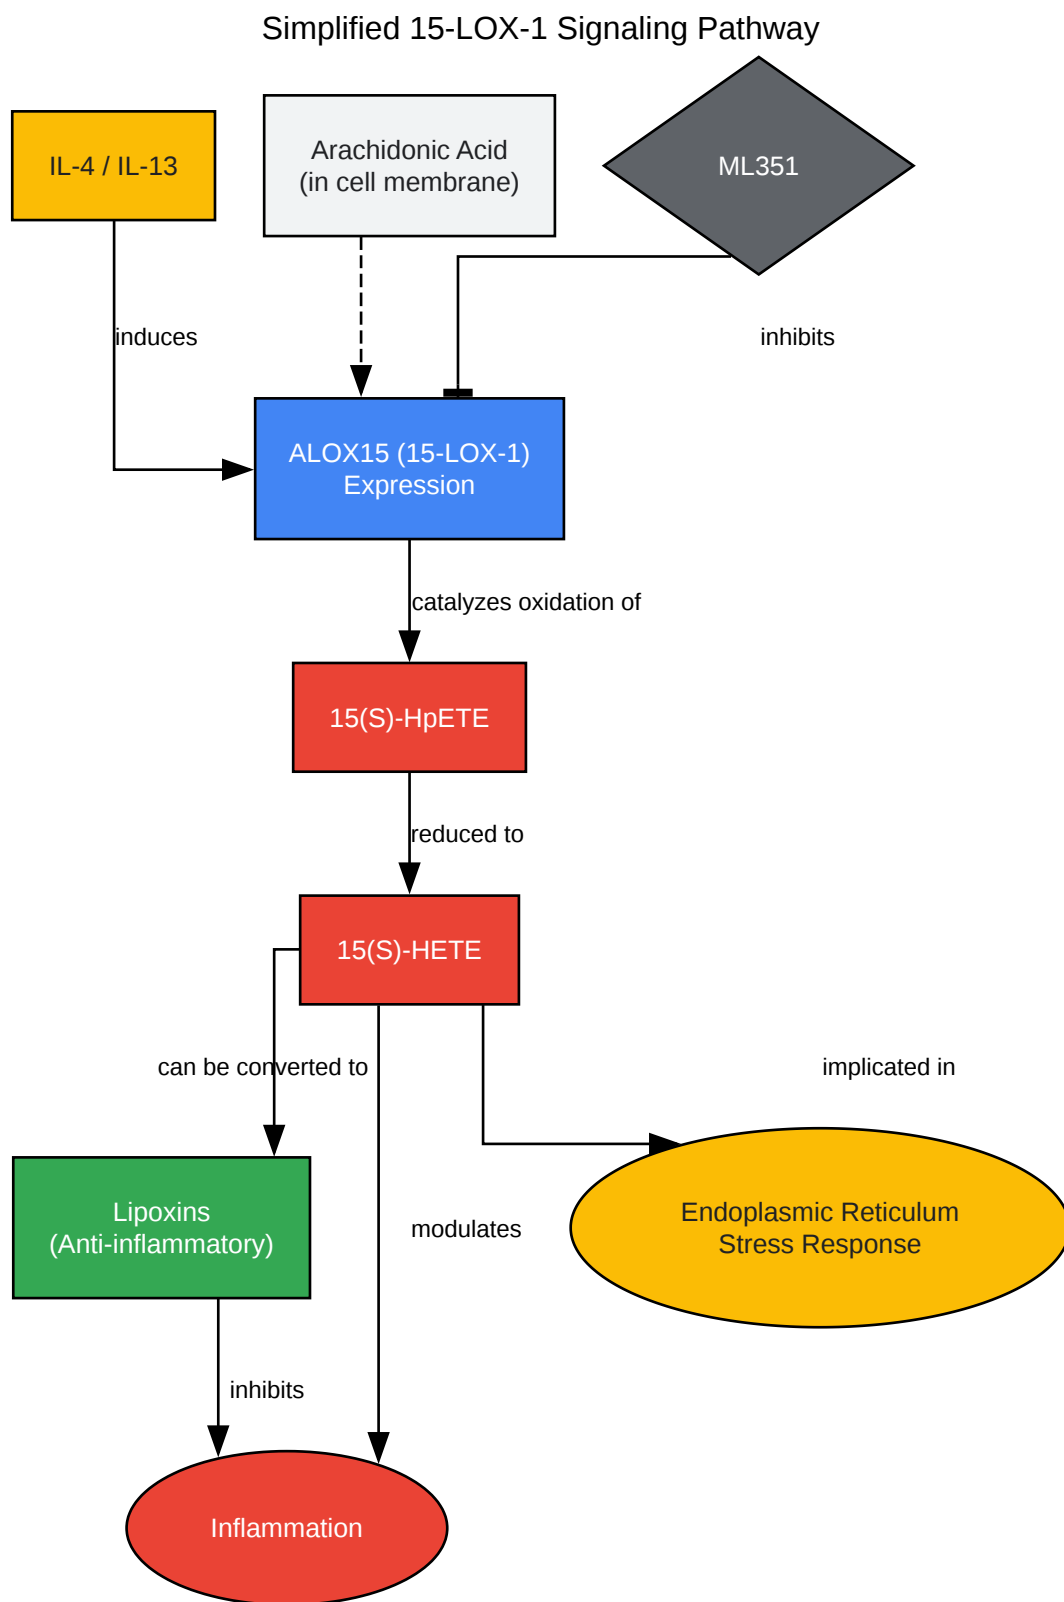 Simplified 15-LOX-1 Signaling Pathway
IL-4 / IL-13
Arachidonic Acid
(in cell membrane)
ML351
induces
inhibits
ALOX15 (15-LOX-1)
Expression
catalyzes oxidation of
15(S)-HpETE
reduced to
15(S)-HETE
can be converted to
implicated in
Lipoxins
(Anti-inflammatory)
modulates
Endoplasmic Reticulum
Stress Response
inhibits
Inflammation